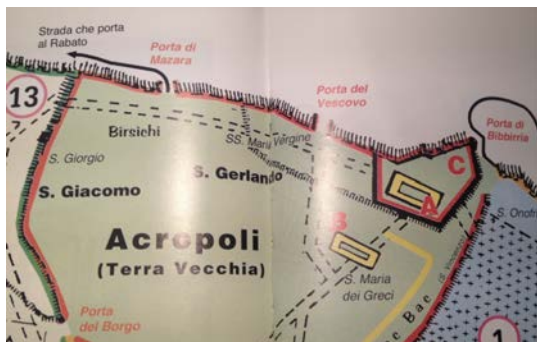 Strada che porta
al Rabato
Porta di
Mazara
13
Porta del
Vescovo
Porta di
Bibbirria
Birsichi
SS. Maria Vergine
S. Giorgio
S. Gerlando
S. Giacomo
C
A
S. Onofr
B
Acropoli
(Terra Vecchia)
S. Maria
dei Greci
Porta
del Borgo
1